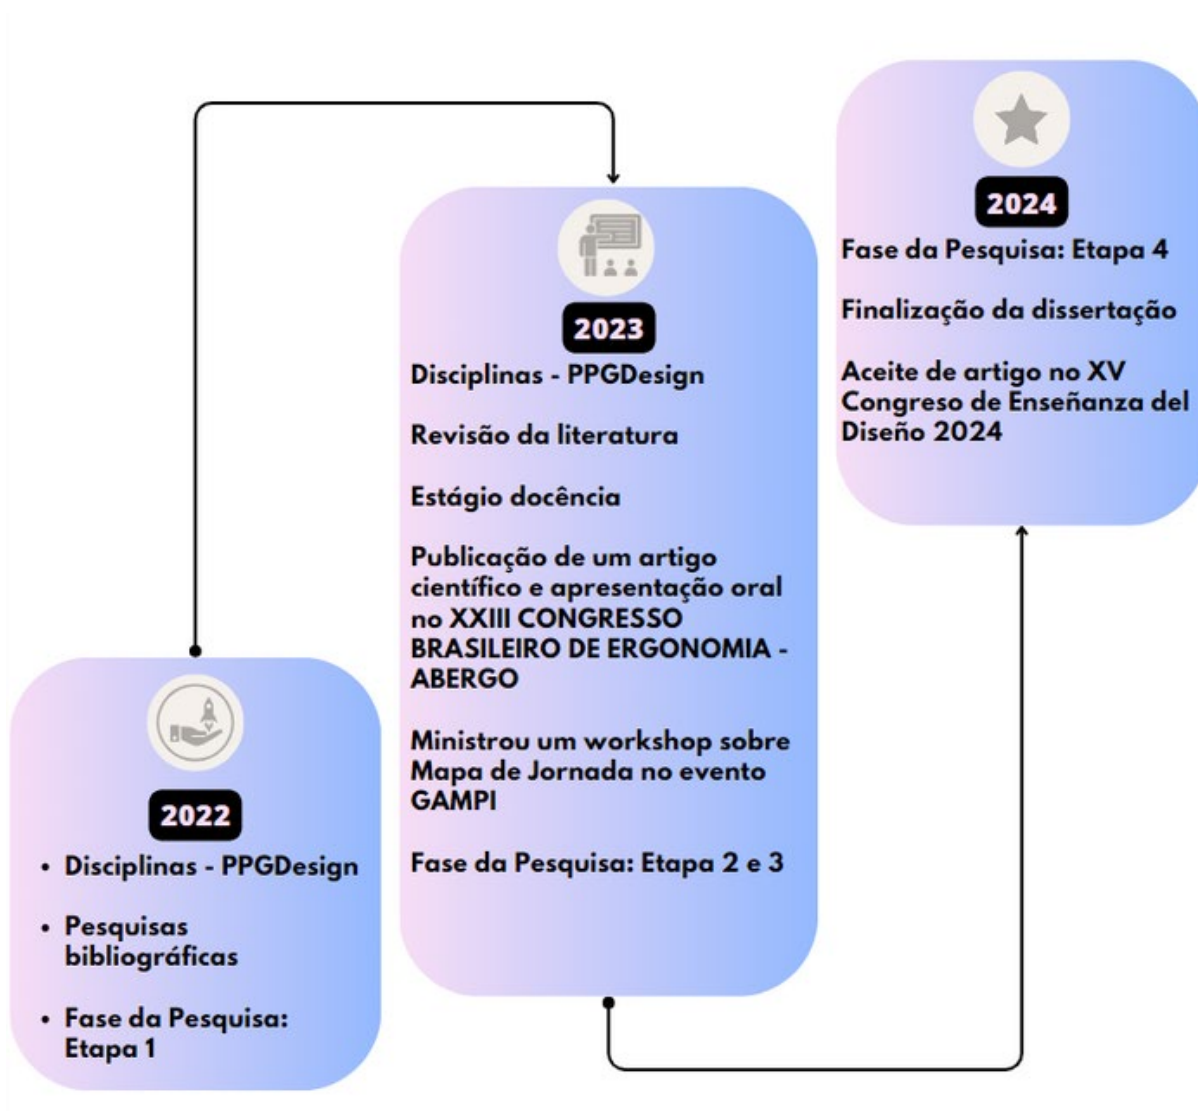 2022
• Disciplinas - PPGDesign
• Pesquisas
bibliográficas
• Fase da Pesquisa:
Etapa 1
2023
Disciplinas - PPGDesign
Revisão da literatura
Estágio docência
Publicação de um artigo
científico e apresentação oral
no XXIII CONGRESSO
BRASILEIRO DE ERGONOMIA -
ABERGO
Ministrou um workshop sobre
Mapa de Jornada no evento
GAMPI
Fase da Pesquisa: Etapa 2 e 3
2024
Fase da Pesquisa: Etapa 4
Finalização da dissertação
Aceite de artigo no XV
Congreso de Enseñanza del
Diseño 2024